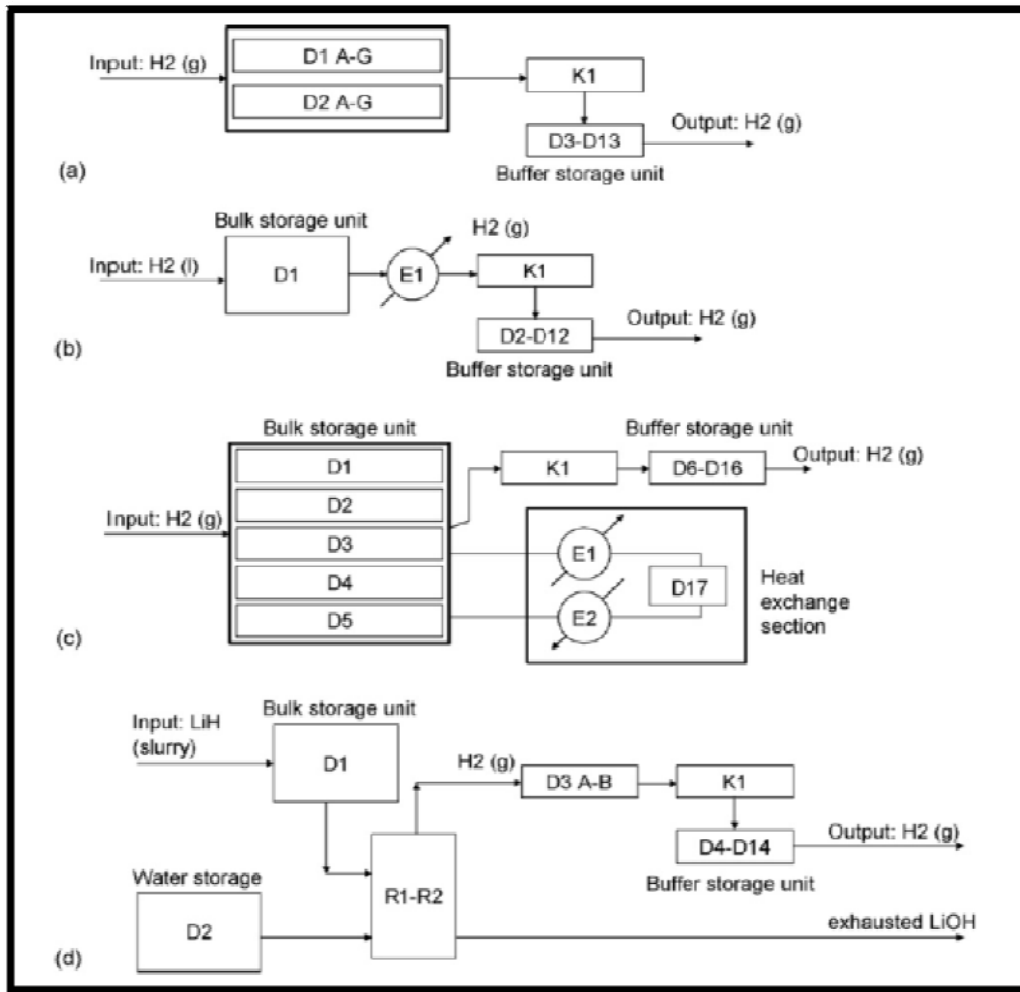 Input: H2 (g)
D1 A-G
D2 A-G
K1
D3-D13
Output: H2 (g)
Buffer storage unit
(a)
Bulk storage unit
Input: H2 (l)
D1
E1
H2 (g)
K1
D2-D12
Output: H2 (g)
Buffer storage unit
(b)
Bulk storage unit
Input: H2 (g)
D1
D2
D3
D4
D5
K1
Buffer storage unit
D6-D16
Output: H2 (g)
E1
E2
D17
Heat
exchange
section
(c)
Input: LiH
(slurry)
Bulk storage unit
D1
Water storage
D2
R1-R2
H2 (g)
D3 A-B
K1
D4-D14
Output: H2 (g)
Buffer storage unit
exhausted LiOH
(d)